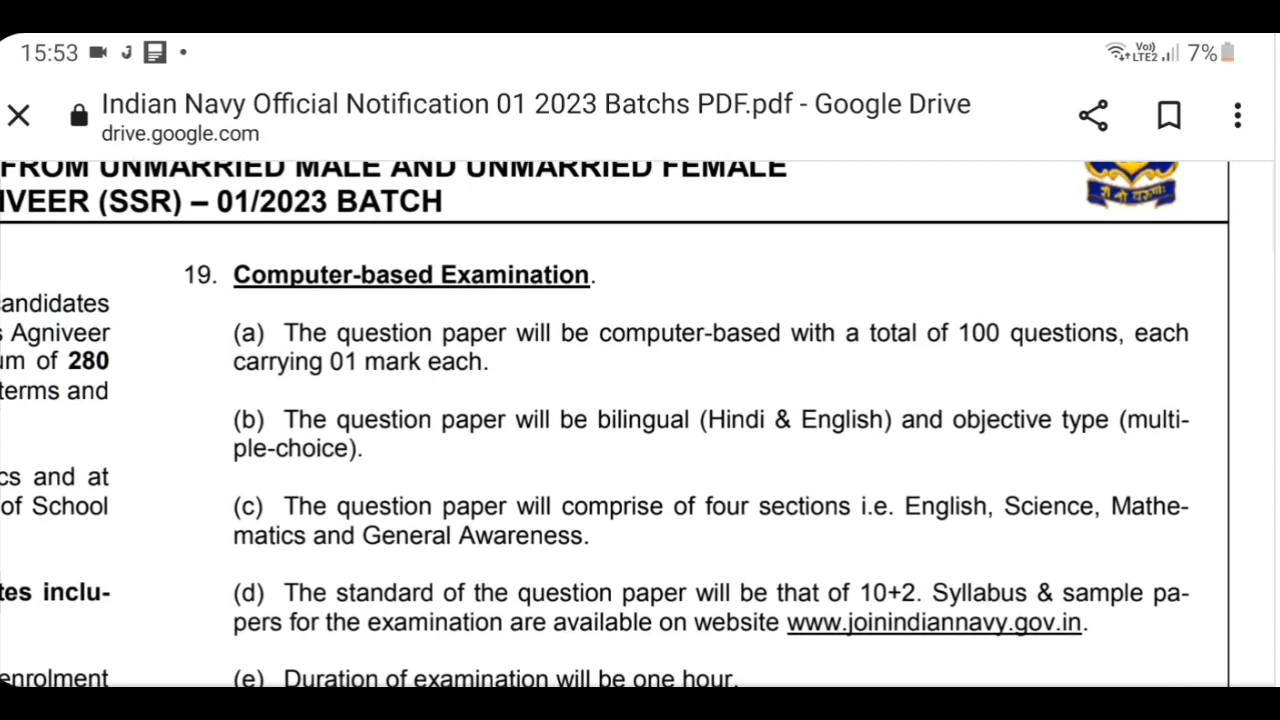 15:53
7%
Indian Navy Official Notification 01 2023 Batchs PDF.pdf - Google Drive
drive.google.com
FROM UNMARRIED MALE AND UNMARRIED FEMALE
IVEER (SSR) – 01/2023 BATCH
andidates
Agniveer
um of 280
terms and
cs and at
of School
tes inclu-
enrolment
19. Computer-based Examination.
(a) The question paper will be computer-based with a total of 100 questions, each
carrying 01 mark each.
(b) The question paper will be bilingual (Hindi & English) and objective type (multi-
ple-choice).
(c) The question paper will comprise of four sections i.e. English, Science, Mathe-
matics and General Awareness.
(d) The standard of the question paper will be that of 10+2. Syllabus & sample pa-
pers for the examination are available on website www.joinindiannavy.gov.in.
(e) Duration of examination will be one hour.